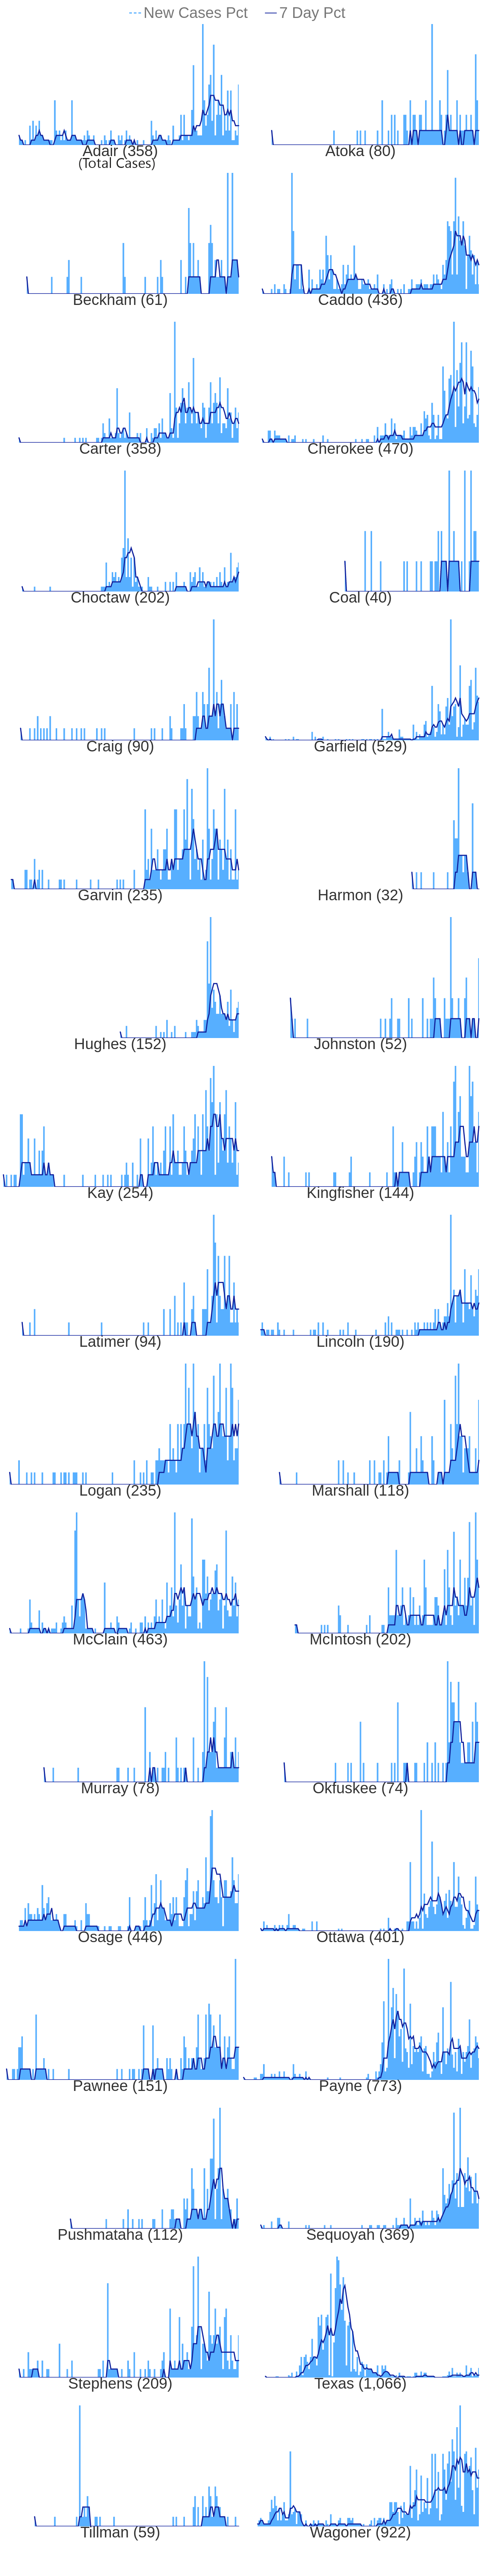 New Cases Pct 7 Day Pct
Adair (358) Atoka (80)
(Total Cases)
Beckham (61) Caddo (436)
Carter (358) Cherokee (470)
Choctaw (202) Coal (40)
Craig (90) Garfield (529)
Garvin (235) Harmon (32)
Hughes (152) Johnston (52)
Kay (254) Kingfisher (144)
Latimer (94) Lincoln (190)
Logan (235) Marshall (118)
McClain (463) McIntosh (202)
Murray (78) Okfuskee (74)
Osage (446) Ottawa (401)
Pawnee (151) Payne (773)
Pushmataha (112) Sequoyah (369)
Stephens (209) Texas (1,066)
Tillman (59) Wagoner (922)